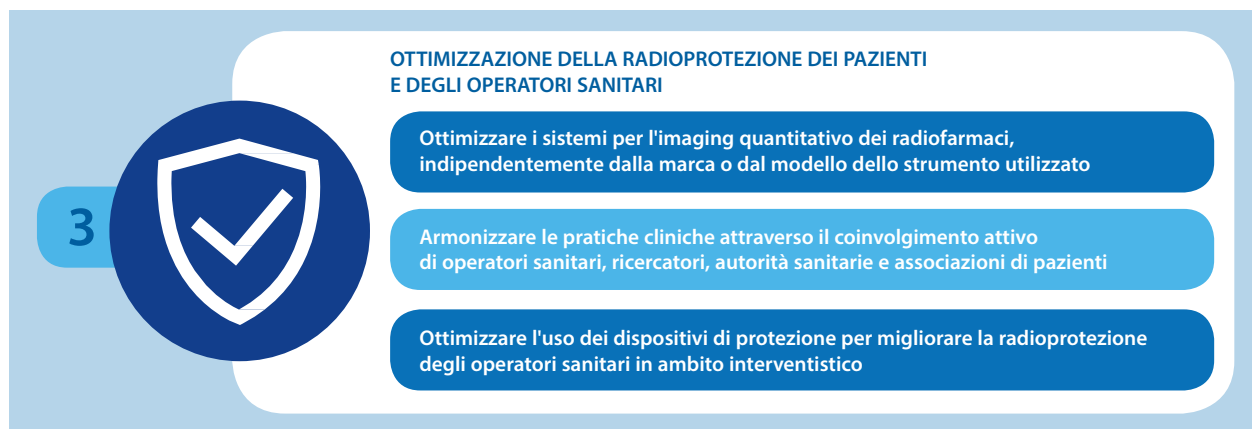 OTTIMIZZAZIONE DELLA RADIOPROTEZIONE DEI PAZIENTI
E DEGLI OPERATORI SANITARI
Ottimizzare i sistemi per l'imaging quantitativo dei radiofarmaci,
indipendentemente dalla marca o dal modello dello strumento utilizzato
3
Armonizzare le pratiche cliniche attraverso il coinvolgimento attivo
di operatori sanitari, ricercatori, autorità sanitarie e associazioni di pazienti
Ottimizzare l'uso dei dispositivi di protezione per migliorare la radioprotezione
degli operatori sanitari in ambito interventistico